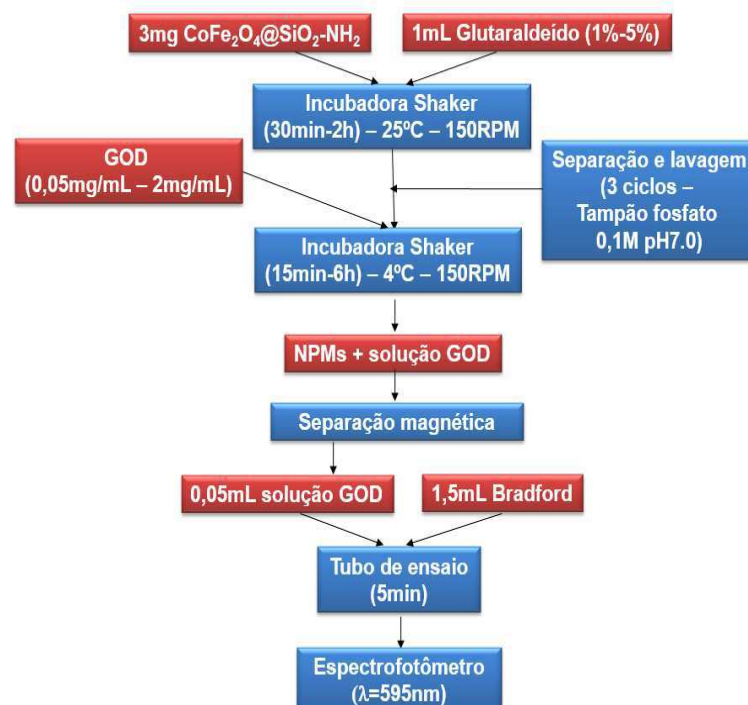 3mg CoFe₂O₄@SiO₂-NH₂
1mL Glutaraldeído (1%-5%)
Incubadora Shaker
(30min-2h) – 25ºC – 150RPM
GOD
(0,05mg/mL – 2mg/mL)
Separação e lavagem
(3 ciclos –
Tampão fosfato
0,1M pH7.0)
Incubadora Shaker
(15min-6h) – 4ºC – 150RPM
NPMs + solução GOD
Separação magnética
0,05mL solução GOD
1,5mL Bradford
Tubo de ensaio
(5min)
Espectrofotômetro
(λ=595nm)